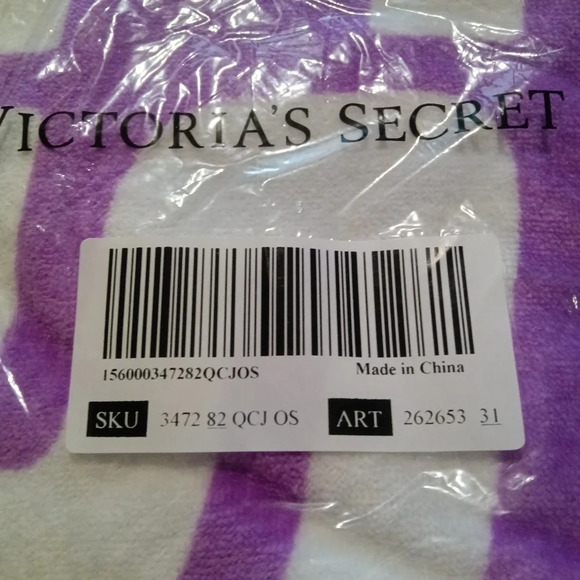 VICTORIA'S SECRET
156000347282QCJOS Made in China
SKU 3472 82 QCJ OS ART 262653 31